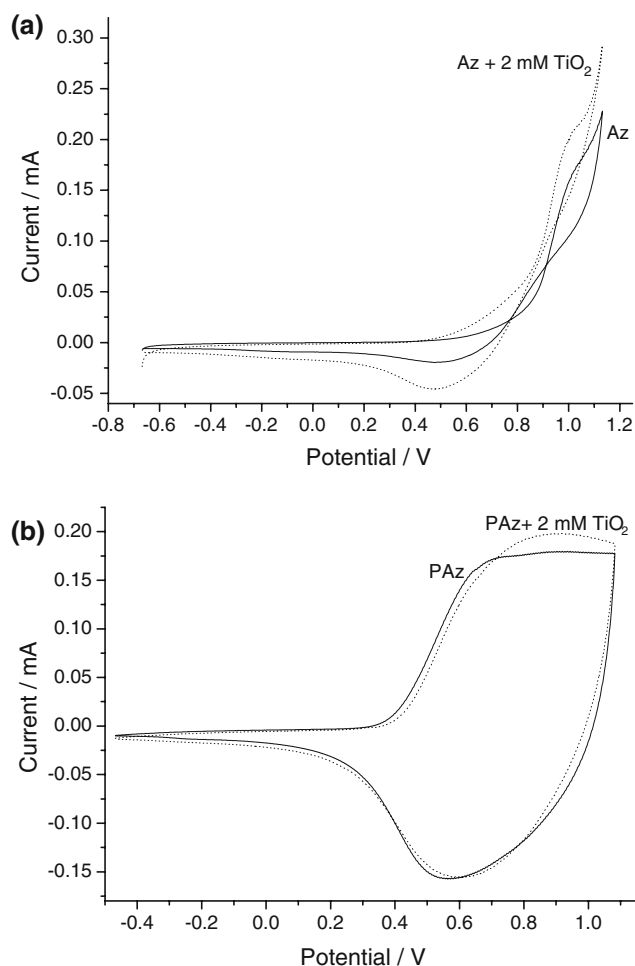 (a)
0.30
0.25
0.20
0.15
0.10
0.05
0.00
-0.05
Current / mA
Az + 2 mM TiO₂
Az
-0.8 -0.6 -0.4 -0.2 0.0 0.2 0.4 0.6 0.8 1.0 1.2
Potential / V
(b)
0.20
0.15
0.10
0.05
0.00
-0.05
-0.10
-0.15
Current / mA
PAz+ 2 mM TiO₂
PAz
-0.4 -0.2 0.0 0.2 0.4 0.6 0.8 1.0
Potential / V